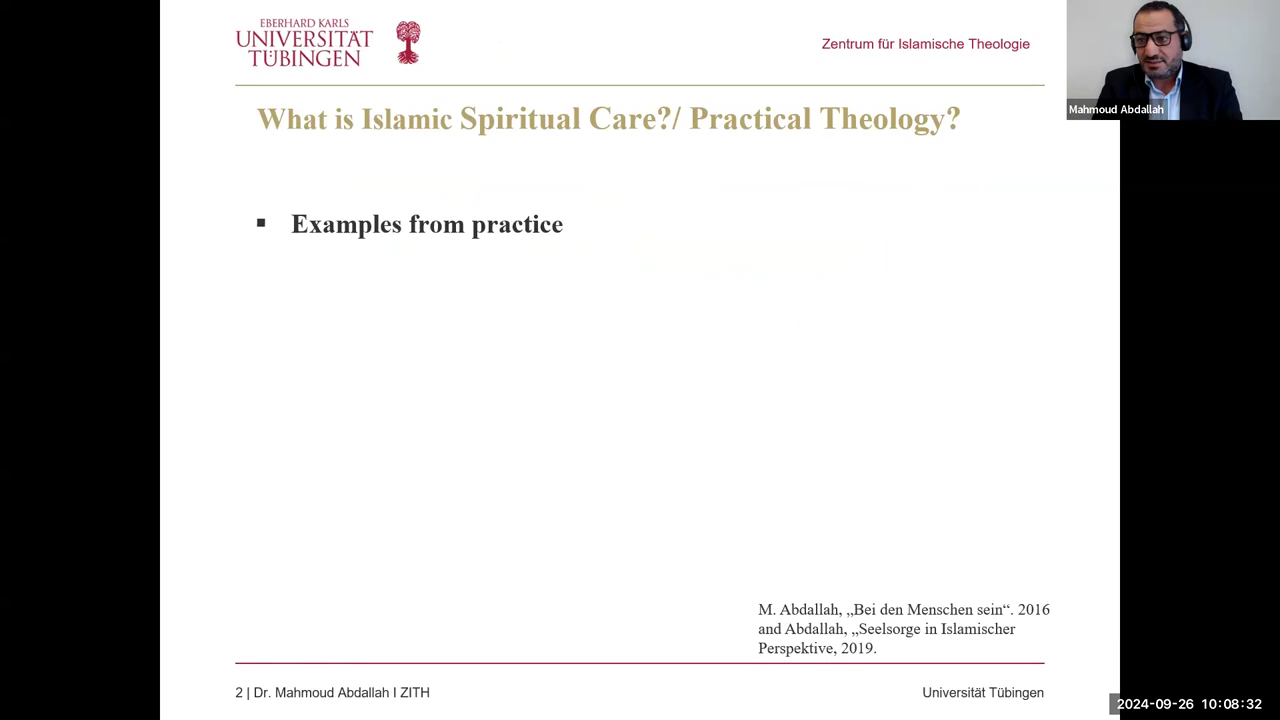 EBERHARD KARLS
UNIVERSITÄT
TÜBINGEN
Zentrum für Islamische Theologie
Mahmoud Abdallah
What is Islamic Spiritual Care?/ Practical Theology?
▪ Examples from practice
M. Abdallah, „Bei den Menschen sein“. 2016
and Abdallah, „Seelsorge in Islamischer
Perspektive, 2019.
2 | Dr. Mahmoud Abdallah I ZITH
Universität Tübingen
2024-09-26 10:08:32